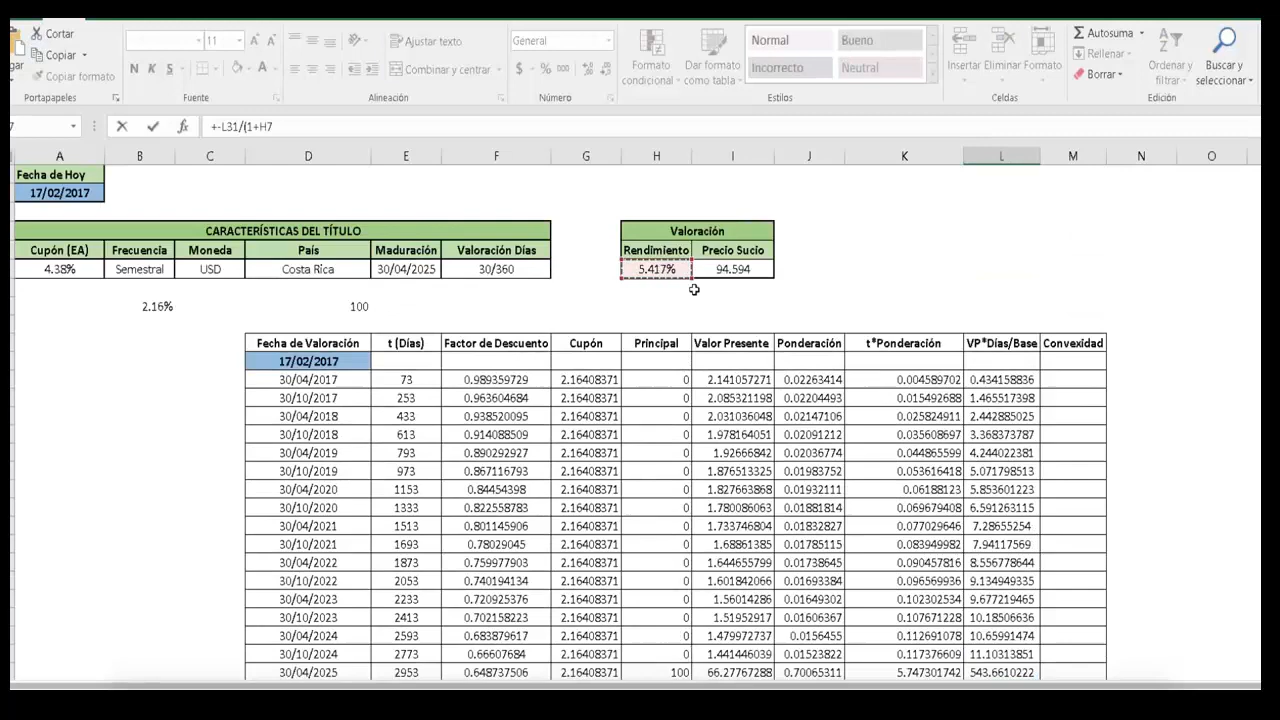 Cortar
Copiar
Copiar formato
Portapapeles
11
A A
N K S
A
Fuente
Ajustar texto
Combinar y centrar
Alineación
General
$ % 000
Número
Formato
condicional
Dar formato
como tabla
Normal Bueno
Incorrecto Neutral
Estilos
Insertar Eliminar Formato
Celdas
Autosuma
Rellenar
Borrar
Ordenar y
filtrar
Buscar y
seleccionar
Edición
fx +-L31/(1+H7
A B C D E F G H I J K L M N O
Fecha de Hoy
17/02/2017
CARACTERÍSTICAS DEL TÍTULO Valoración
Cupón (EA) Frecuencia Moneda País Maduración Valoración Días Rendimiento Precio Sucio
4.38% Semestral USD Costa Rica 30/04/2025 30/360 5.417% 94.594
2.16% 100
Fecha de Valoración t (Días) Factor de Descuento Cupón Principal Valor Presente Ponderación t*Ponderación VP*Días/Base Convexidad
17/02/2017
30/04/2017 73 0.989359729 2.16408371 0 2.141057271 0.02263414 0.004589702 0.434158836
30/10/2017 253 0.963604684 2.16408371 0 2.085321198 0.02204493 0.015492688 1.465517398
30/04/2018 433 0.938520095 2.16408371 0 2.031036048 0.02147106 0.025824911 2.442885025
30/10/2018 613 0.914088509 2.16408371 0 1.978164051 0.02091212 0.035608697 3.368373787
30/04/2019 793 0.890292927 2.16408371 0 1.92666842 0.02036774 0.044865599 4.244022381
30/10/2019 973 0.867116793 2.16408371 0 1.876513325 0.01983752 0.053616418 5.071798513
30/04/2020 1153 0.84454398 2.16408371 0 1.827663868 0.01932111 0.06188123 5.853601223
30/10/2020 1333 0.822558783 2.16408371 0 1.780086063 0.01881814 0.069679408 6.591263115
30/04/2021 1513 0.801145906 2.16408371 0 1.733746804 0.01832827 0.077029646 7.28655254
30/10/2021 1693 0.78029045 2.16408371 0 1.68861385 0.01785115 0.083949982 7.94117569
30/04/2022 1873 0.759977903 2.16408371 0 1.644655799 0.01738645 0.090457816 8.556778644
30/10/2022 2053 0.740194134 2.16408371 0 1.601842066 0.01693384 0.096569936 9.134949335
30/04/2023 2233 0.720925376 2.16408371 0 1.56014286 0.01649302 0.102302534 9.677219465
30/10/2023 2413 0.702158223 2.16408371 0 1.51952917 0.01606367 0.107671228 10.18506636
30/04/2024 2593 0.683879617 2.16408371 0 1.479972737 0.0156455 0.112691078 10.65991474
30/10/2024 2773 0.66607684 2.16408371 0 1.441446039 0.01523822 0.117376609 11.10313851
30/04/2025 2953 0.648737506 2.16408371 100 66.27767288 0.70065311 5.747301742 543.6610222